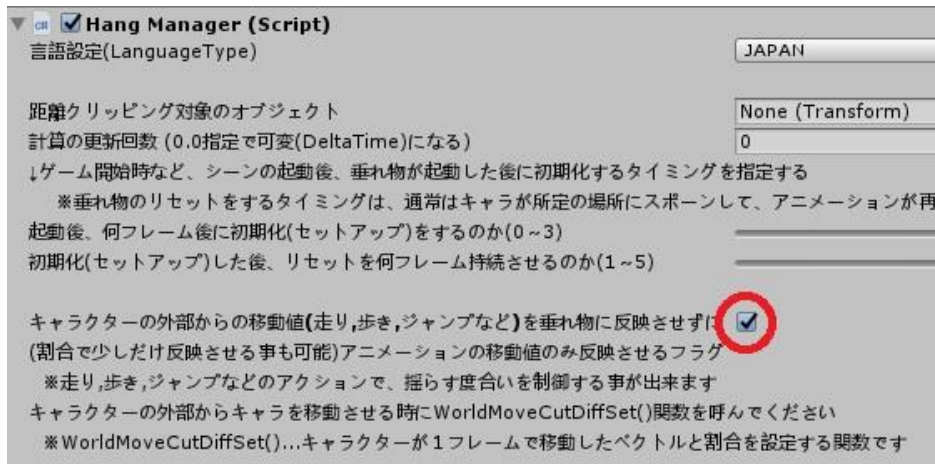 Hang Manager (Script)
言語設定(LanguageType) JAPAN
距離クリッピング対象のオブジェクト None (Transform)
計算の更新回数 (0.0指定で可変(DeltaTime)になる) 0
↓ゲーム開始時など、シーンの起動後、垂れ物が起動した後に初期化するタイミングを指定する
※垂れ物のリセットをするタイミングは、通常はキャラが所定の場所にスポーンして、アニメーションが再
起動後、何フレーム後に初期化(セットアップ)をするのか(0~3)
初期化(セットアップ)した後、リセットを何フレーム持続させるのか(1~5)
キャラクターの外部からの移動値(走り,歩き,ジャンプなど)を垂れ物に反映させずに
(割合で少しだけ反映させる事も可能)アニメーションの移動値のみ反映させるフラグ
※走り,歩き,ジャンプなどのアクションで、揺らす度合いを制御する事が出来ます
キャラクターの外部からキャラを移動させる時にWorldMoveCutDiffSet()関数を呼んでください
※WorldMoveCutDiffSet()...キャラクターが1フレームで移動したベクトルと割合を設定する関数です